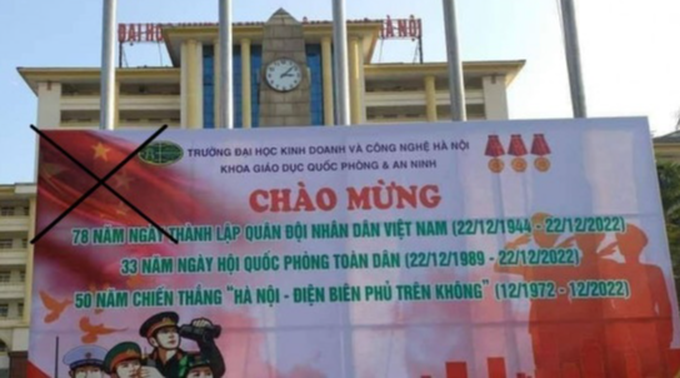 ĐẠI HỌC HÀ NỘI
TRƯỜNG ĐẠI HỌC KINH DOANH VÀ CÔNG NGHỆ HÀ NỘI
KHOA GIÁO DỤC QUỐC PHÒNG & AN NINH
CHÀO MỪNG
78 NĂM NGÀY THÀNH LẬP QUÂN ĐỘI NHÂN DÂN VIỆT NAM (22/12/1944 - 22/12/2022)
33 NĂM NGÀY HỘI QUỐC PHÒNG TOÀN DÂN (22/12/1989 - 22/12/2022)
50 NĂM CHIẾN THẮNG "HÀ NỘI - ĐIỆN BIÊN PHỦ TRÊN KHÔNG" (12/1972 - 12/2022)